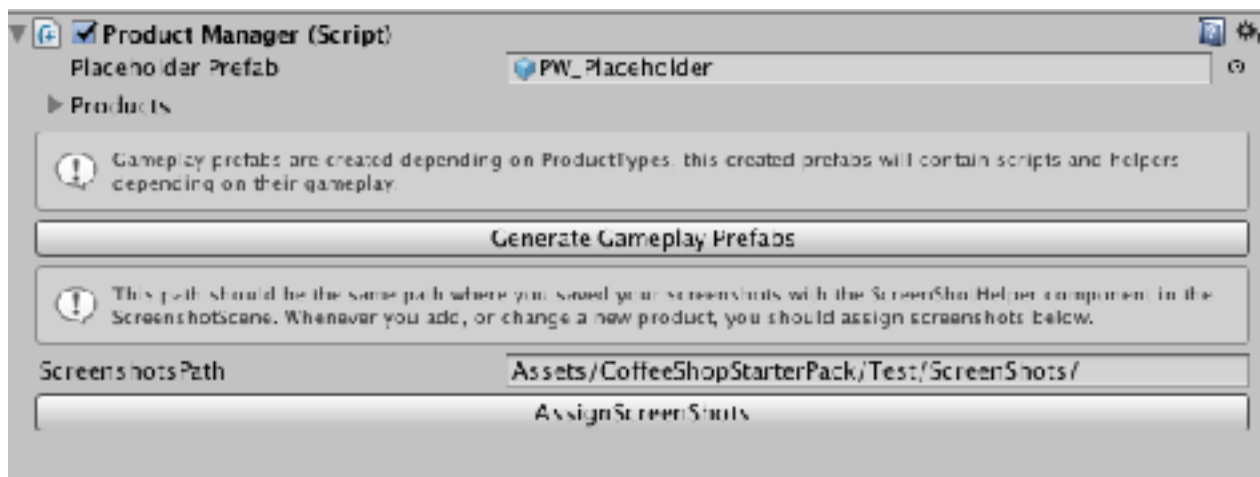 Product Manager (Script)
Placeholder Prefab PW_Placeholder
Products
Gameplay prefabs are created depending on ProductTypes, this created prefabs will contain scripts and helpers
depending on their gameplay.
Generate Gameplay Prefabs
This path should be the same path where you saved your screenshots with the ScreenShotHelper component in the
ScreenshotScene. Whenever you add, or change a new product, you should assign screenshots below.
ScreenshotsPath Assets/CoffeeShopStarterPack/Test/ScreenShots/
AssignScreenShots